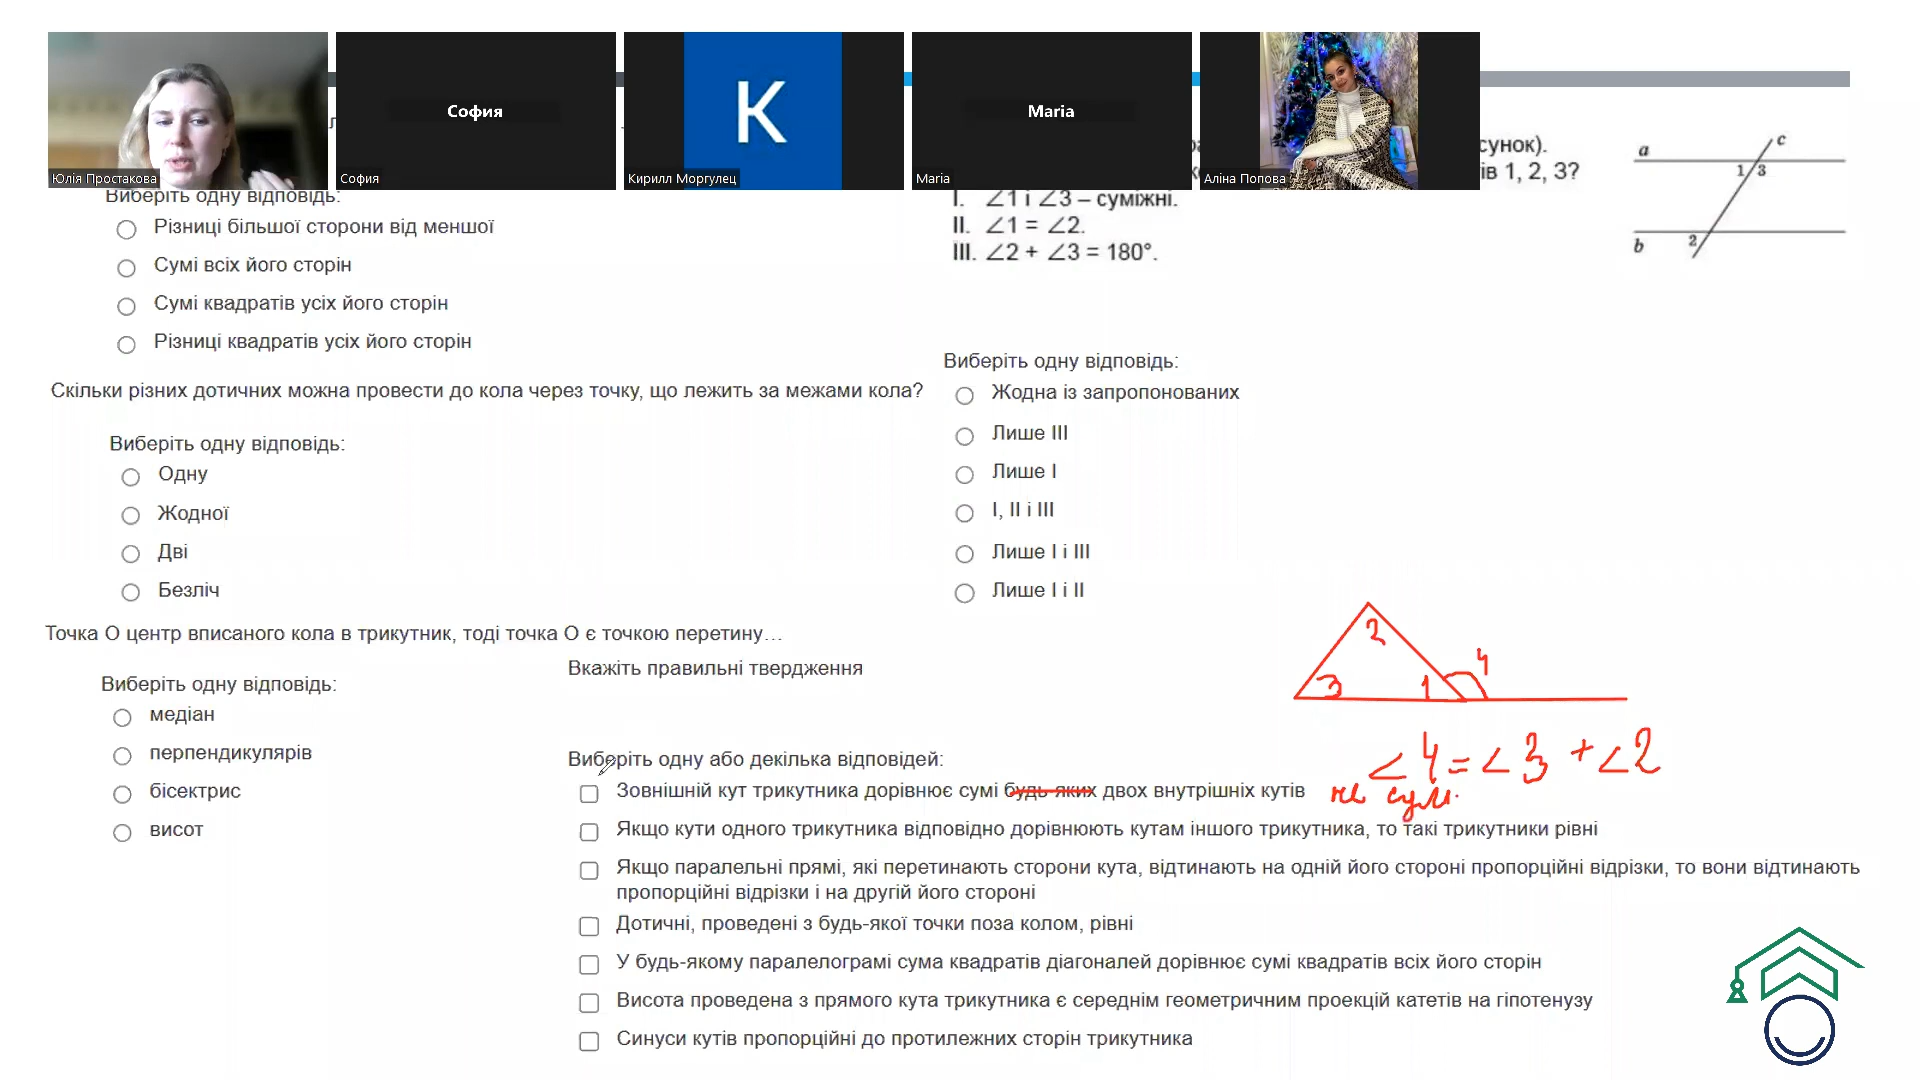 София
K
Maria
Юлія Простакова
София
Кирилл Моргулец
Maria
Аліна Попова
Виберіть одну відповідь:
Різниці більшої сторони від меншої
Сумі всіх його сторін
Сумі квадратів усіх його сторін
Різниці квадратів усіх його сторін
Скільки різних дотичних можна провести до кола через точку, що лежить за межами кола?
Виберіть одну відповідь:
Одну
Жодної
Дві
Безліч
Точка О центр вписаного кола в трикутник, тоді точка О є точкою перетину…
Виберіть одну відповідь:
медіан
перпендикулярів
бісектрис
висот
сунок).
ів 1, 2, 3?
I. ∠1 і ∠3 – суміжні.
II. ∠1 = ∠2.
III. ∠2 + ∠3 = 180°.
a
c
1 3
b
2
Виберіть одну відповідь:
Жодна із запропонованих
Лише III
Лише I
I, II і III
Лише I і III
Лише I і II
2
3
1
4
∠4 = ∠3 + ∠2
не сум.
Вкажіть правильні твердження
Виберіть одну або декілька відповідей:
Зовнішній кут трикутника дорівнює сумі будь-яких двох внутрішніх кутів
Якщо кути одного трикутника відповідно дорівнюють кутам іншого трикутника, то такі трикутники рівні
Якщо паралельні прямі, які перетинають сторони кута, відтинають на одній його стороні пропорційні відрізки, то вони відтинають
пропорційні відрізки і на другій його стороні
Дотичні, проведені з будь-якої точки поза колом, рівні
У будь-якому паралелограмі сума квадратів діагоналей дорівнює сумі квадратів всіх його сторін
Висота проведена з прямого кута трикутника є середнім геометричним проекцій катетів на гіпотенузу
Синуси кутів пропорційні до протилежних сторін трикутника